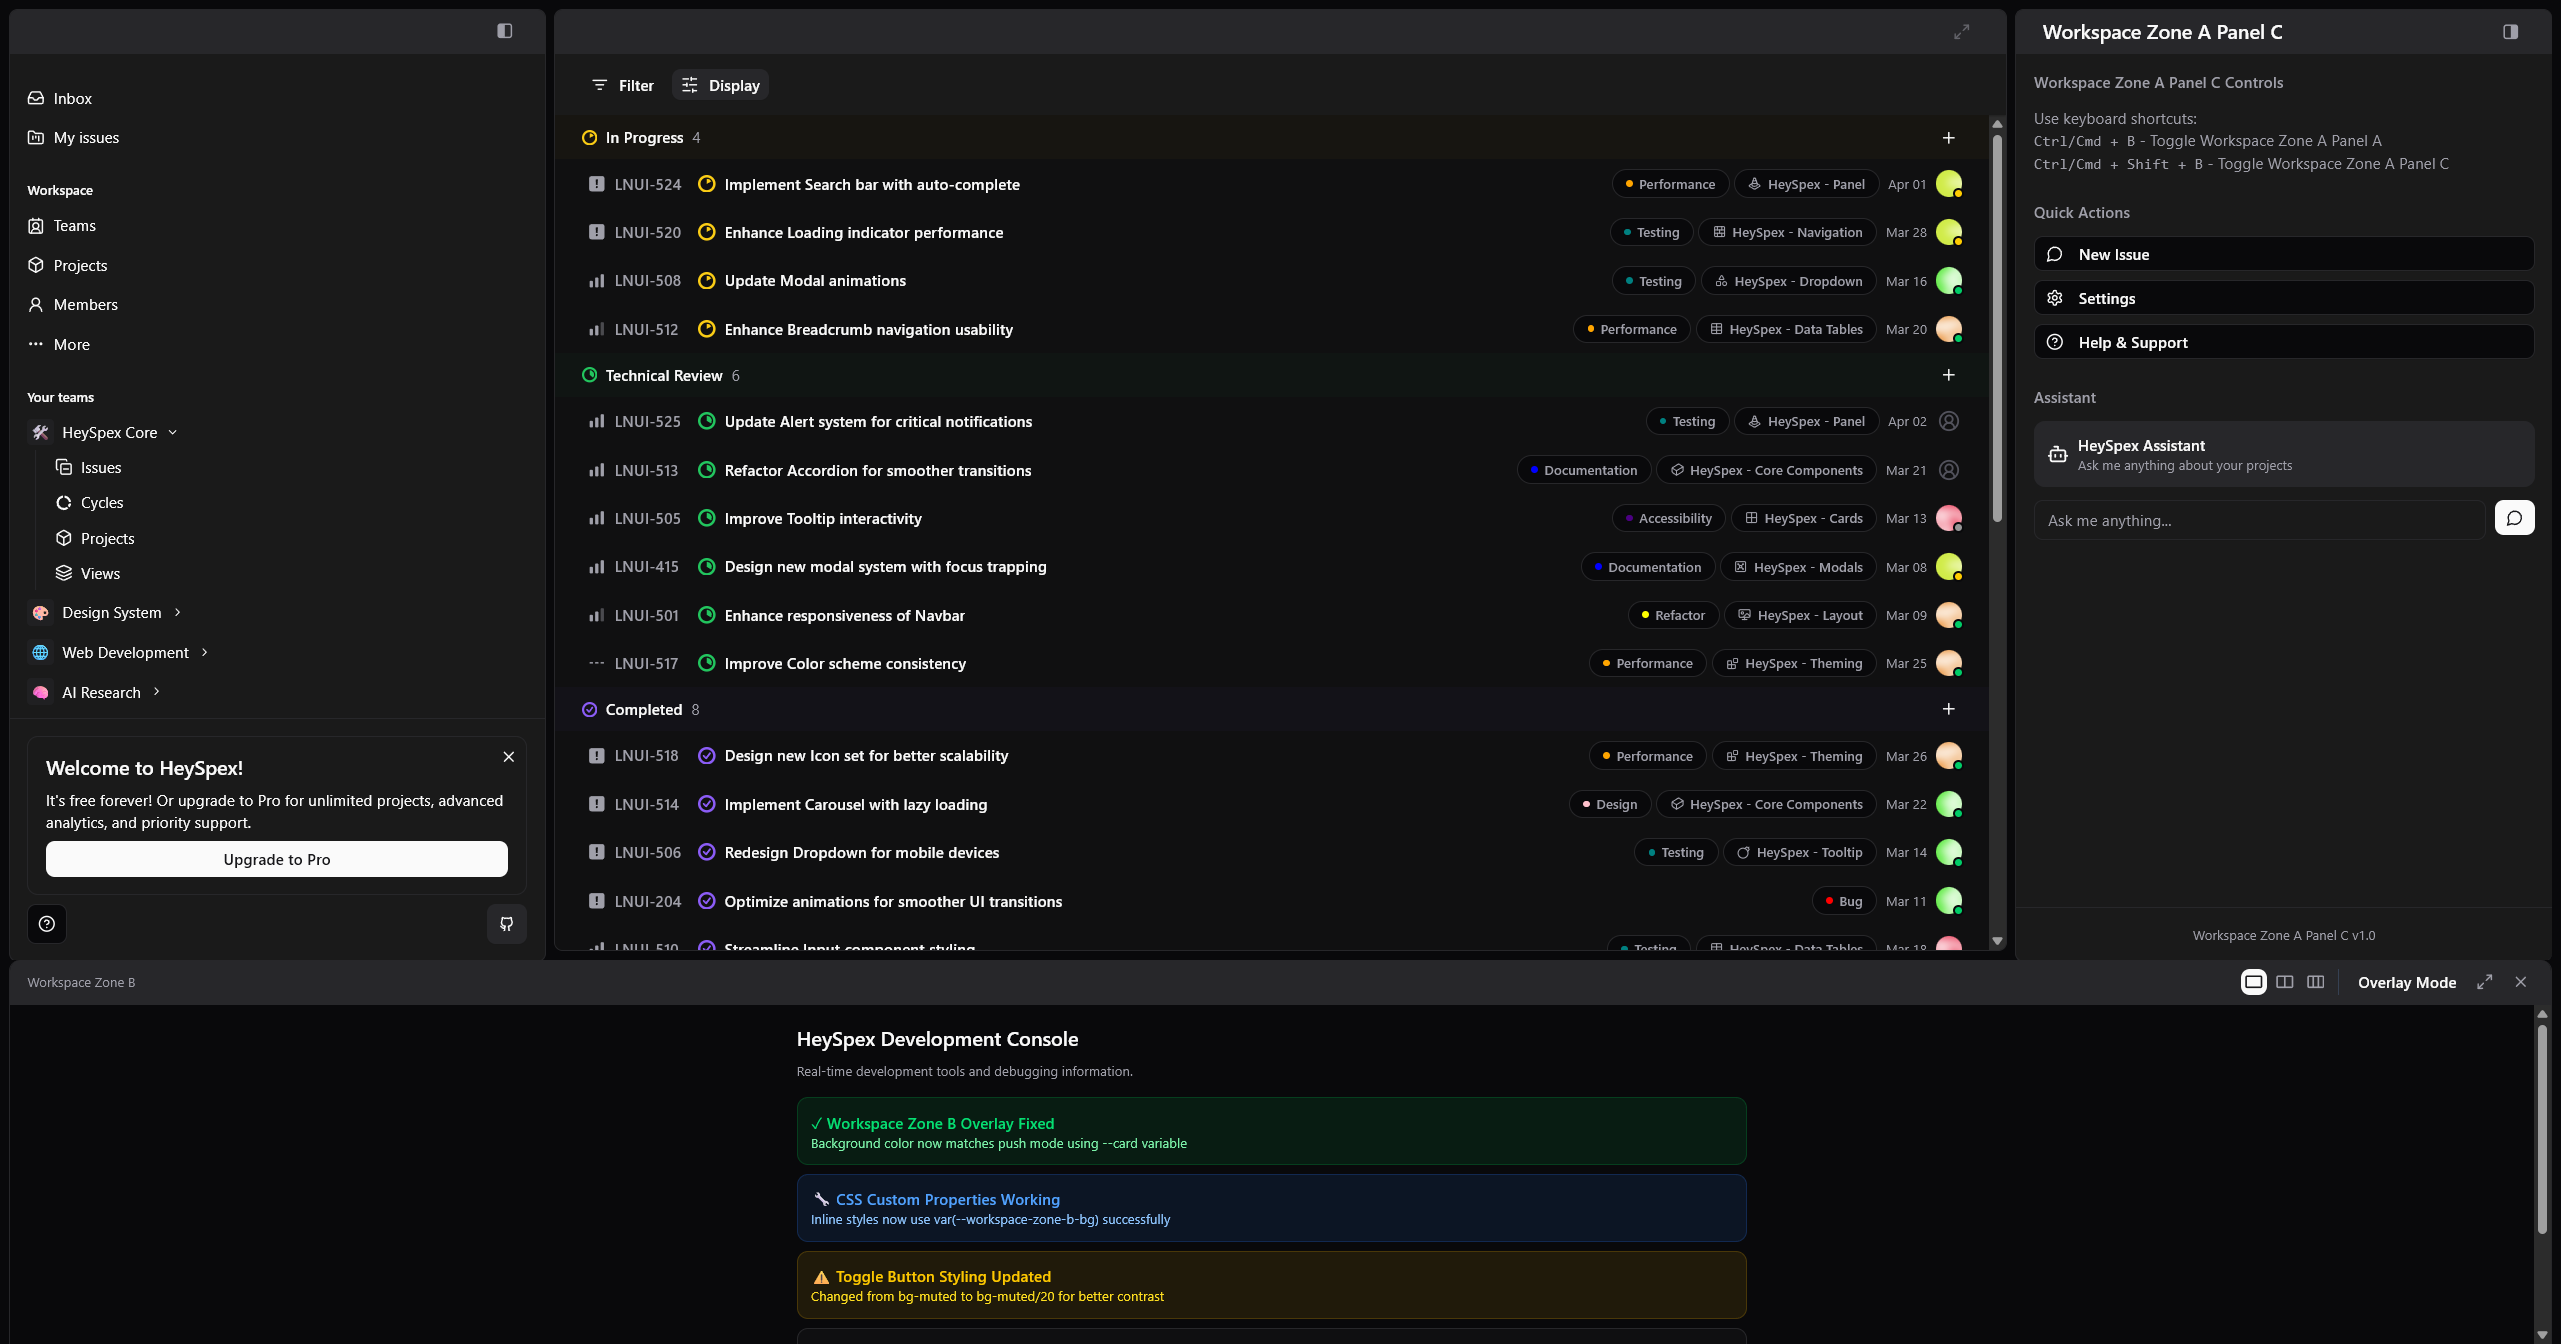 Inbox
My issues
Workspace
Teams
Projects
Members
More
Your teams
HeySpex Core
Issues
Cycles
Projects
Views
Design System
Web Development
AI Research
Welcome to HeySpex!
It's free forever! Or upgrade to Pro for unlimited projects, advanced
analytics, and priority support.
Upgrade to Pro
Filter Display
In Progress 4
LNUI-524 Implement Search bar with auto-complete Performance HeySpex - Panel Apr 01
LNUI-520 Enhance Loading indicator performance Testing HeySpex - Navigation Mar 28
LNUI-508 Update Modal animations Testing HeySpex - Dropdown Mar 16
LNUI-512 Enhance Breadcrumb navigation usability Performance HeySpex - Data Tables Mar 20
Technical Review 6
LNUI-525 Update Alert system for critical notifications Testing HeySpex - Panel Apr 02
LNUI-513 Refactor Accordion for smoother transitions Documentation HeySpex - Core Components Mar 21
LNUI-505 Improve Tooltip interactivity Accessibility HeySpex - Cards Mar 13
LNUI-415 Design new modal system with focus trapping Documentation HeySpex - Modals Mar 08
LNUI-501 Enhance responsiveness of Navbar Refactor HeySpex - Layout Mar 09
LNUI-517 Improve Color scheme consistency Performance HeySpex - Theming Mar 25
Completed 8
LNUI-518 Design new Icon set for better scalability Performance HeySpex - Theming Mar 26
LNUI-514 Implement Carousel with lazy loading Design HeySpex - Core Components Mar 22
LNUI-506 Redesign Dropdown for mobile devices Testing HeySpex - Tooltip Mar 14
LNUI-204 Optimize animations for smoother UI transitions Bug Mar 11
LNUI-510 Streamline Input component styling Testing HeySpex - Data Tables Mar 18
Workspace Zone A Panel C
Workspace Zone A Panel C Controls
Use keyboard shortcuts:
Ctrl/Cmd + B - Toggle Workspace Zone A Panel A
Ctrl/Cmd + Shift + B - Toggle Workspace Zone A Panel C
Quick Actions
New Issue
Settings
Help & Support
Assistant
HeySpex Assistant
Ask me anything about your projects
Ask me anything...
Workspace Zone A Panel C v1.0
Workspace Zone B Overlay Mode
HeySpex Development Console
Real-time development tools and debugging information.
✓ Workspace Zone B Overlay Fixed
Background color now matches push mode using --card variable
🔧 CSS Custom Properties Working
Inline styles now use var(--workspace-zone-b-bg) successfully
⚠️ Toggle Button Styling Updated
Changed from bg-muted to bg-muted/20 for better contrast